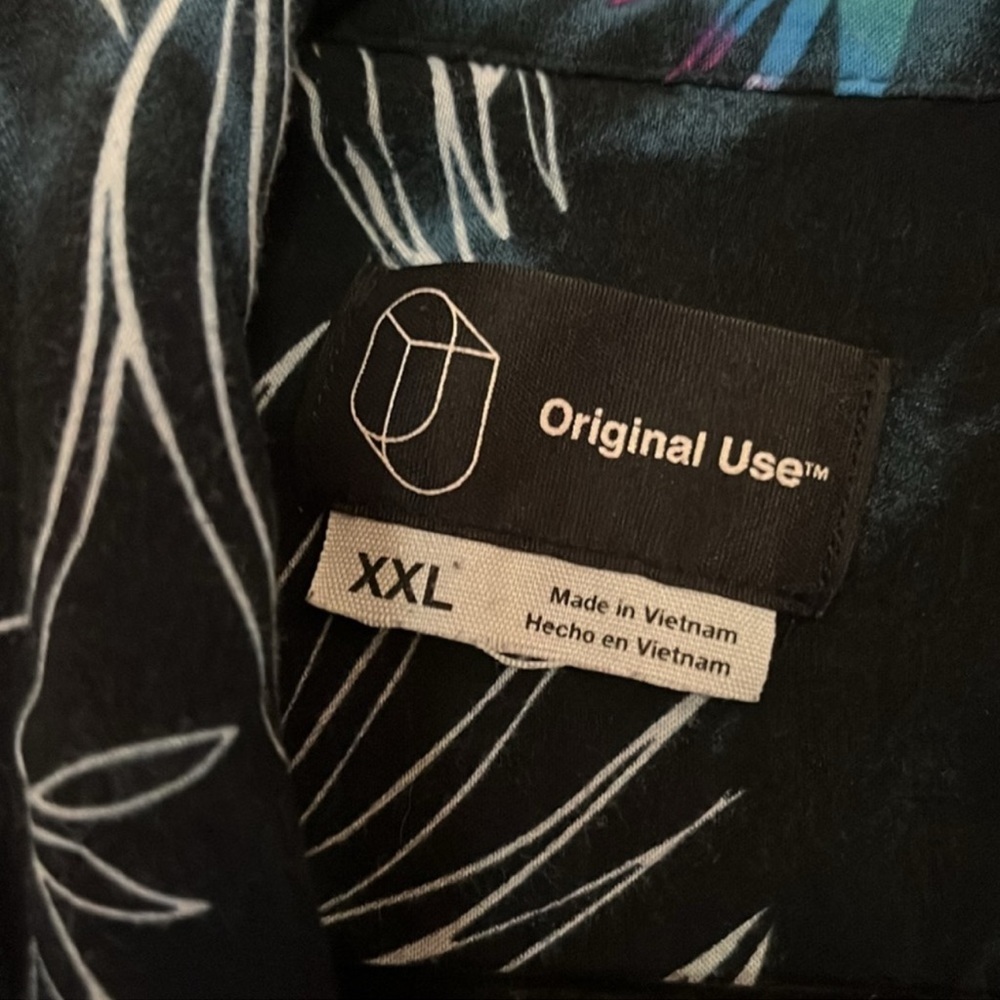 Original Use™
XXL
Made in Vietnam
Hecho en Vietnam